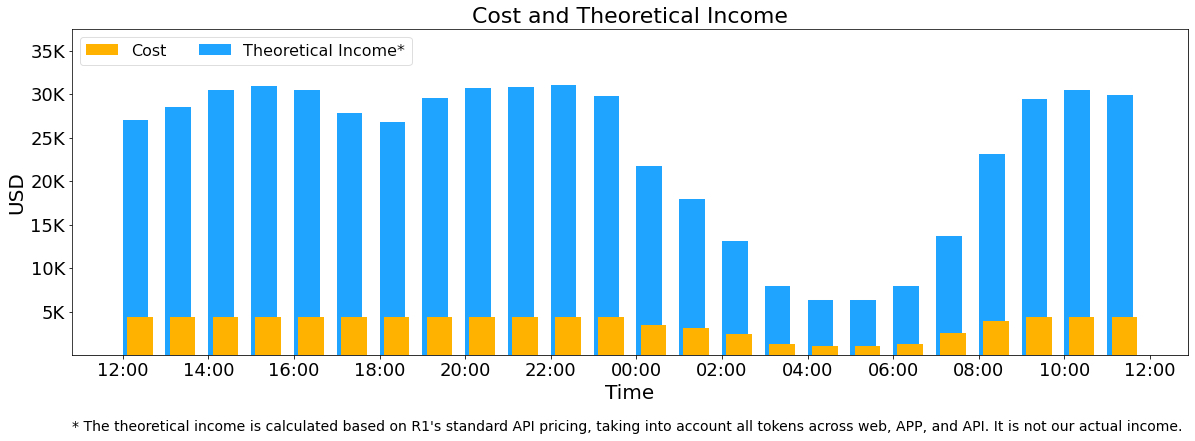 Cost and Theoretical Income
Cost Theoretical Income*
35K
30K
25K
20K
15K
10K
5K
USD
12:00 14:00 16:00 18:00 20:00 22:00 00:00 02:00 04:00 06:00 08:00 10:00 12:00
Time
* The theoretical income is calculated based on R1's standard API pricing, taking into account all tokens across web, APP, and API. It is not our actual income.